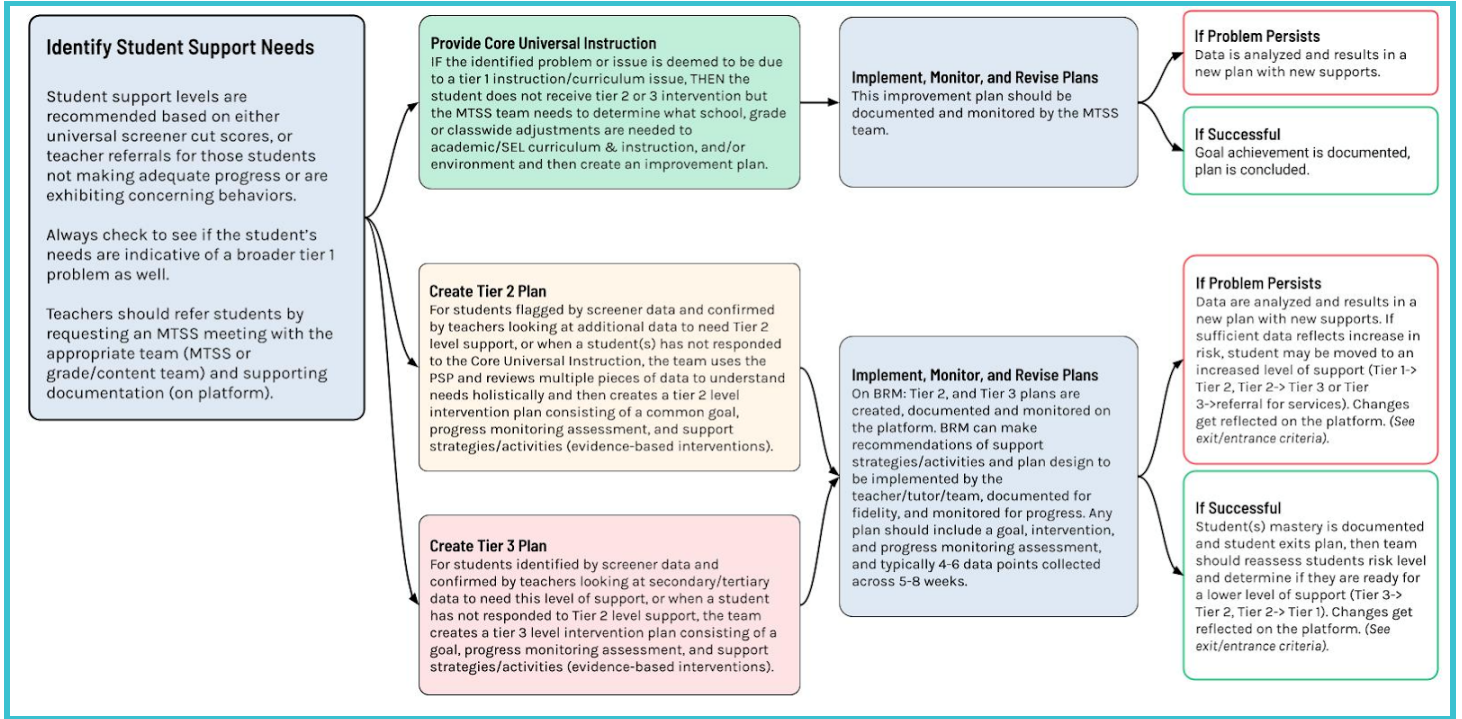 Identify Student Support Needs
Student support levels are
recommended based on either
universal screener cut scores, or
teacher referrals for those students
not making adequate progress or are
exhibiting concerning behaviors.
Always check to see if the student's
needs are indicative of a broader tier 1
problem as well.
Teachers should refer students by
requesting an MTSS meeting with the
appropriate team (MTSS or
grade/content team) and supporting
documentation (on platform).
Provide Core Universal Instruction
IF the identified problem or issue is deemed to be due
to a tier 1 instruction/curriculum issue, THEN the
student does not receive tier 2 or 3 intervention but
the MTSS team needs to determine what school, grade
or classwide adjustments are needed to
academic/SEL curriculum & instruction, and/or
environment and then create an improvement plan.
Implement, Monitor, and Revise Plans
This improvement plan should be
documented and monitored by the MTSS
team.
If Problem Persists
Data is analyzed and results in a
new plan with new supports.
If Successful
Goal achievement is documented,
plan is concluded.
Create Tier 2 Plan
For students flagged by screener data and confirmed
by teachers looking at additional data to need Tier 2
level support, or when a student(s) has not responded
to the Core Universal Instruction, the team uses the
PSP and reviews multiple pieces of data to understand
needs holistically and then creates a tier 2 level
intervention plan consisting of a common goal,
progress monitoring assessment, and support
strategies/activities (evidence-based interventions).
Create Tier 3 Plan
For students identified by screener data and
confirmed by teachers looking at secondary/tertiary
data to need this level of support, or when a student
has not responded to Tier 2 level support, the team
creates a tier 3 level intervention plan consisting of a
goal, progress monitoring assessment, and support
strategies/activities (evidence-based interventions).
Implement, Monitor, and Revise Plans
On BRM: Tier 2, and Tier 3 plans are
created, documented and monitored on
the platform. BRM can make
recommendations of support
strategies/activities and plan design to
be implemented by the
teacher/tutor/team, documented for
fidelity, and monitored for progress. Any
plan should include a goal, intervention,
and progress monitoring assessment,
and typically 4-6 data points collected
across 5-8 weeks.
If Problem Persists
Data are analyzed and results in a
new plan with new supports. If
sufficient data reflects increase in
risk, student may be moved to an
increased level of support (Tier 1->
Tier 2, Tier 2-> Tier 3 or Tier
3->referral for services). Changes
get reflected on the platform. (See
exit/entrance criteria).
If Successful
Student(s) mastery is documented
and student exits plan, then team
should reassess students risk level
and determine if they are ready for
a lower level of support (Tier 3->
Tier 2, Tier 2-> Tier 1). Changes get
reflected on the platform. (See
exit/entrance criteria).